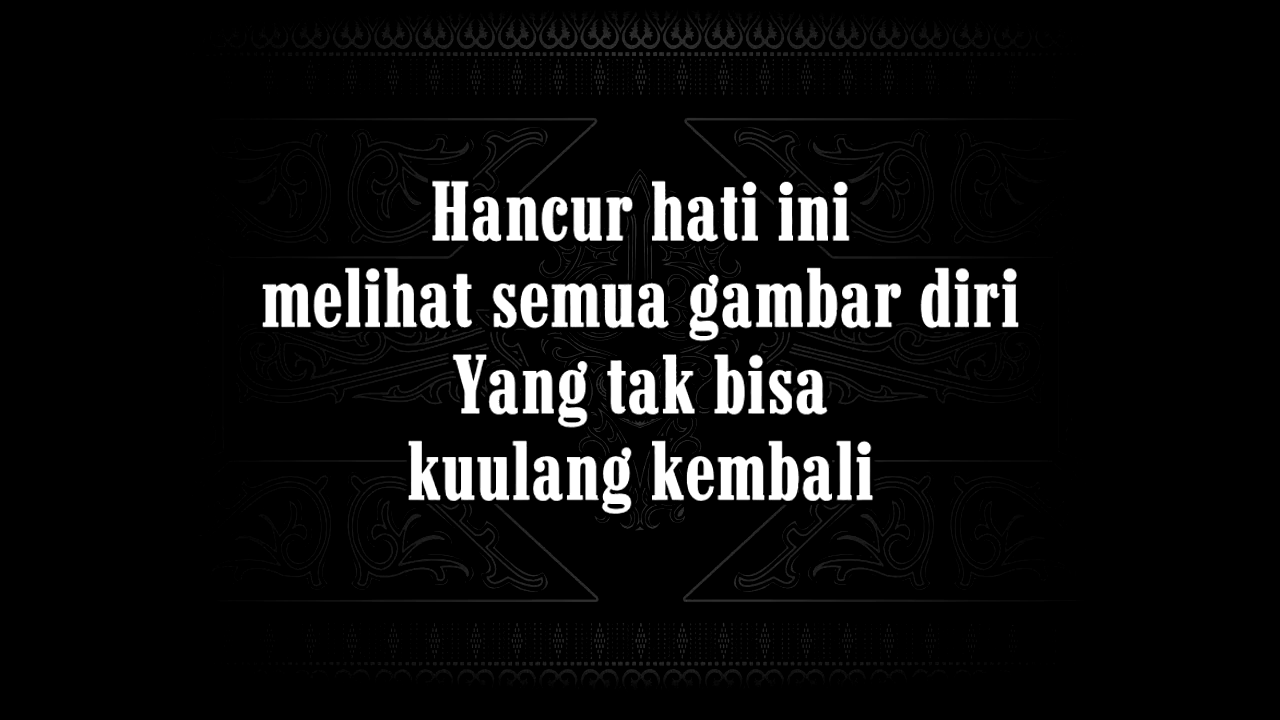 Hancur hati ini
melihat semua gambar diri
Yang tak bisa
kuulang kembali